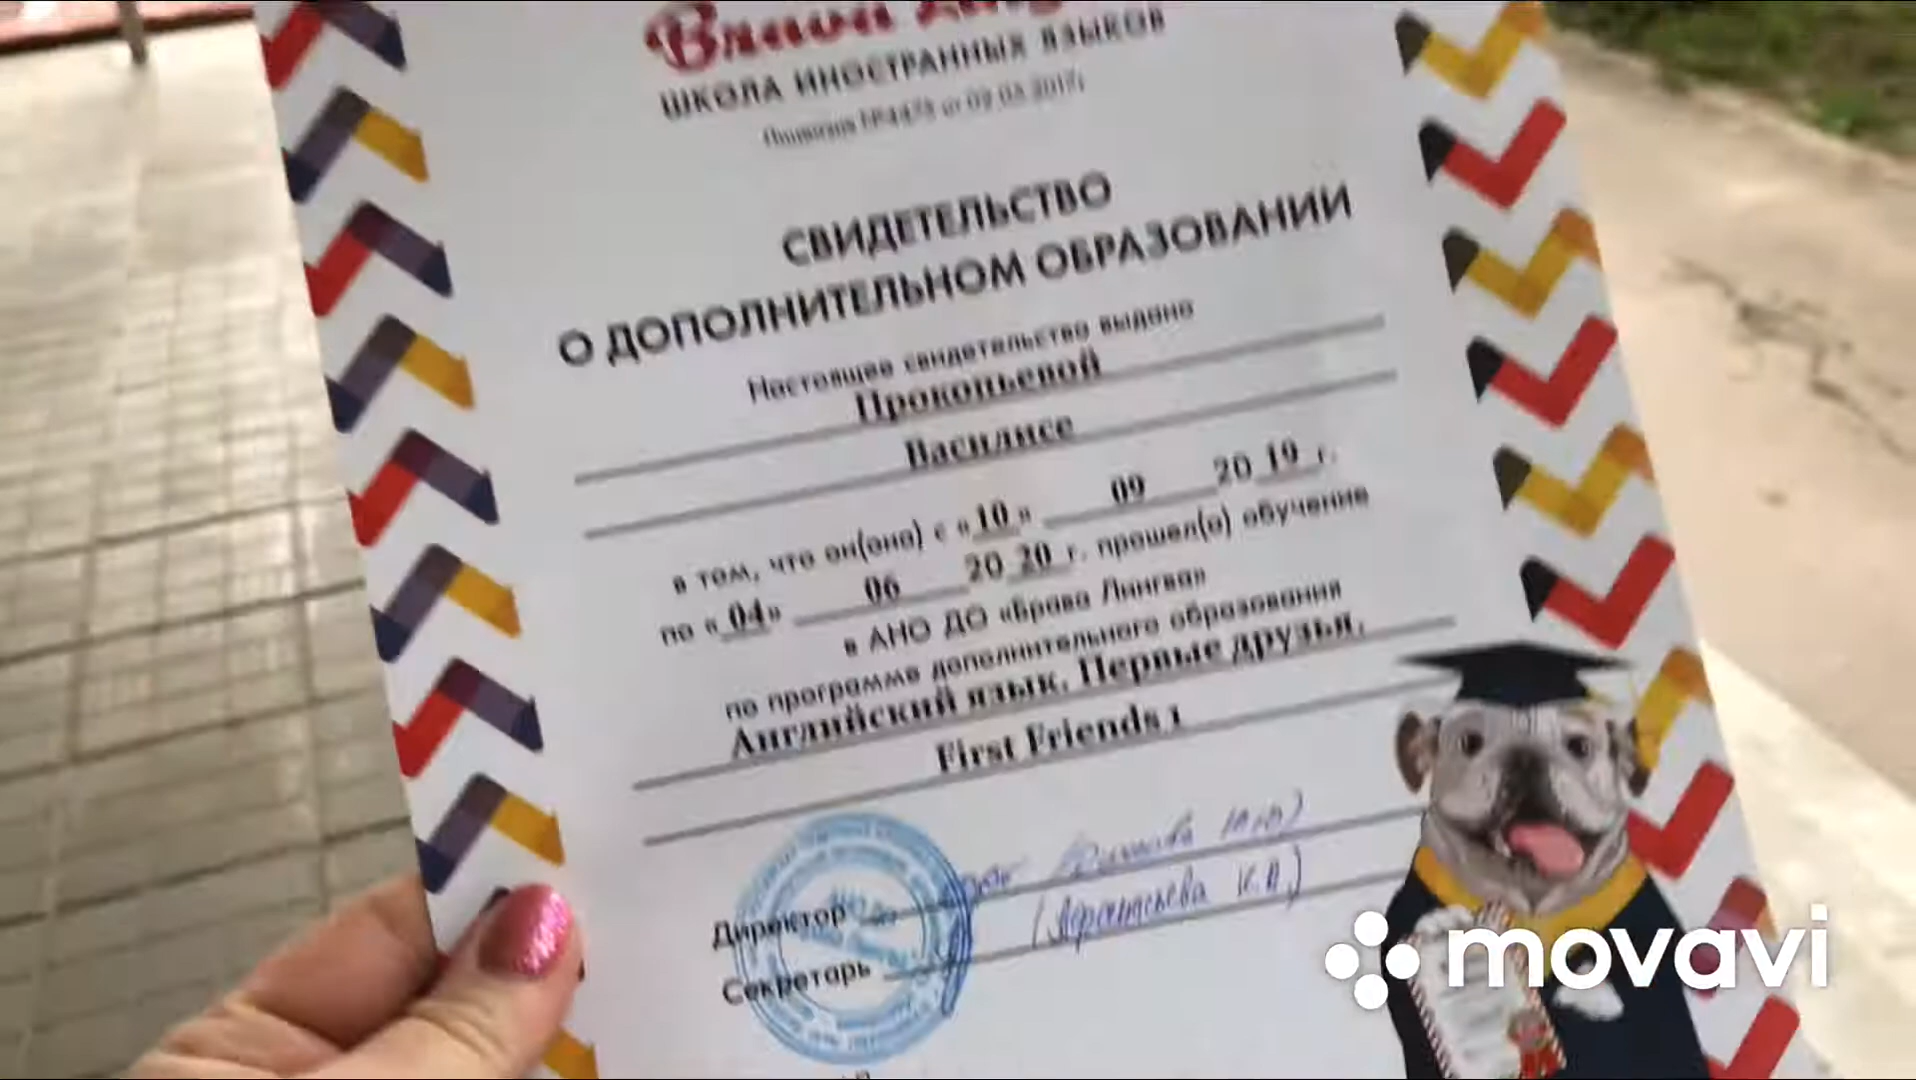 ШКОЛА ИНОСТРАННЫХ ЯЗЫКОВ
СВИДЕТЕЛЬСТВО
О ДОПОЛНИТЕЛЬНОМ ОБРАЗОВАНИИ
Настоящее свидетельство выдано
Прокопьевой
Василисе
в том, что он(она) с «10» 09 2019 г.
по «04» 06 2020 г. прошел(а) обучение
в АНО ДО «Брава Лингва»
по программе дополнительного образования
Английский язык. Первые друзья.
First Friends 1
Директор
Секретарь
movavi